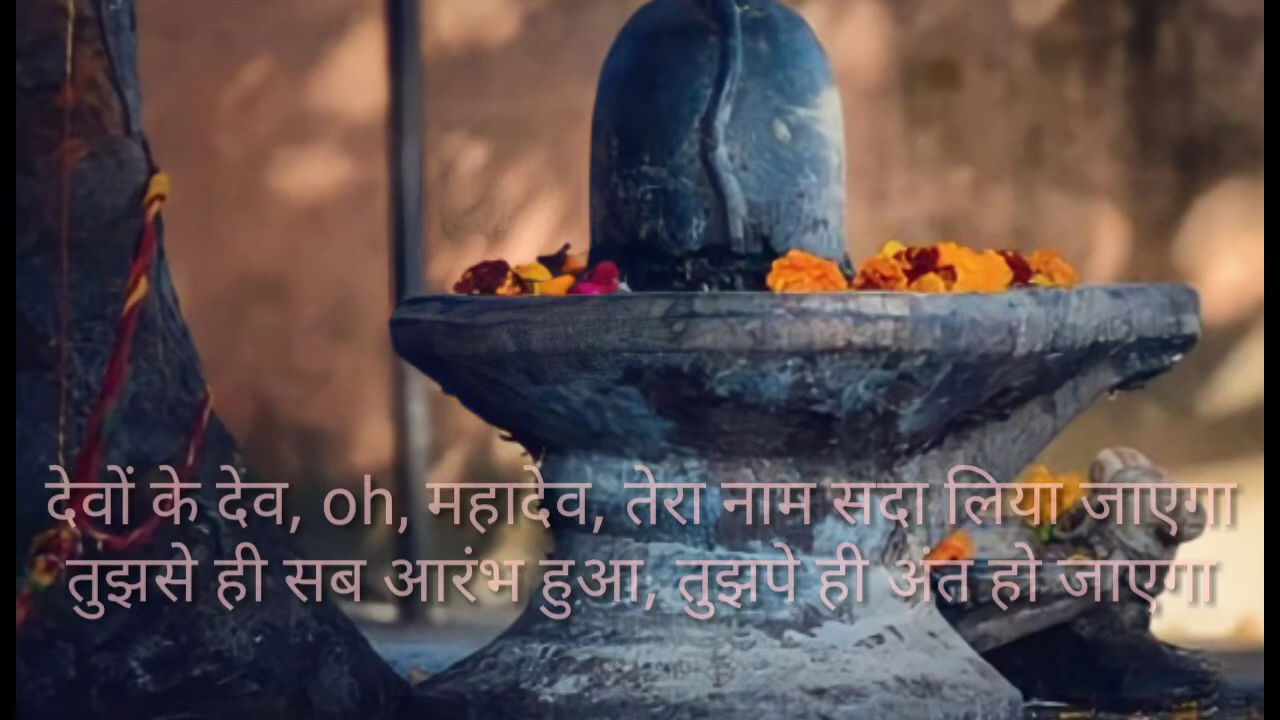 देवों के देव, oh, महादेव, तेरा नाम सदा लिया जाएगा
तुझसे ही सब आरंभ हुआ, तुझपे ही अंत हो जाएगा